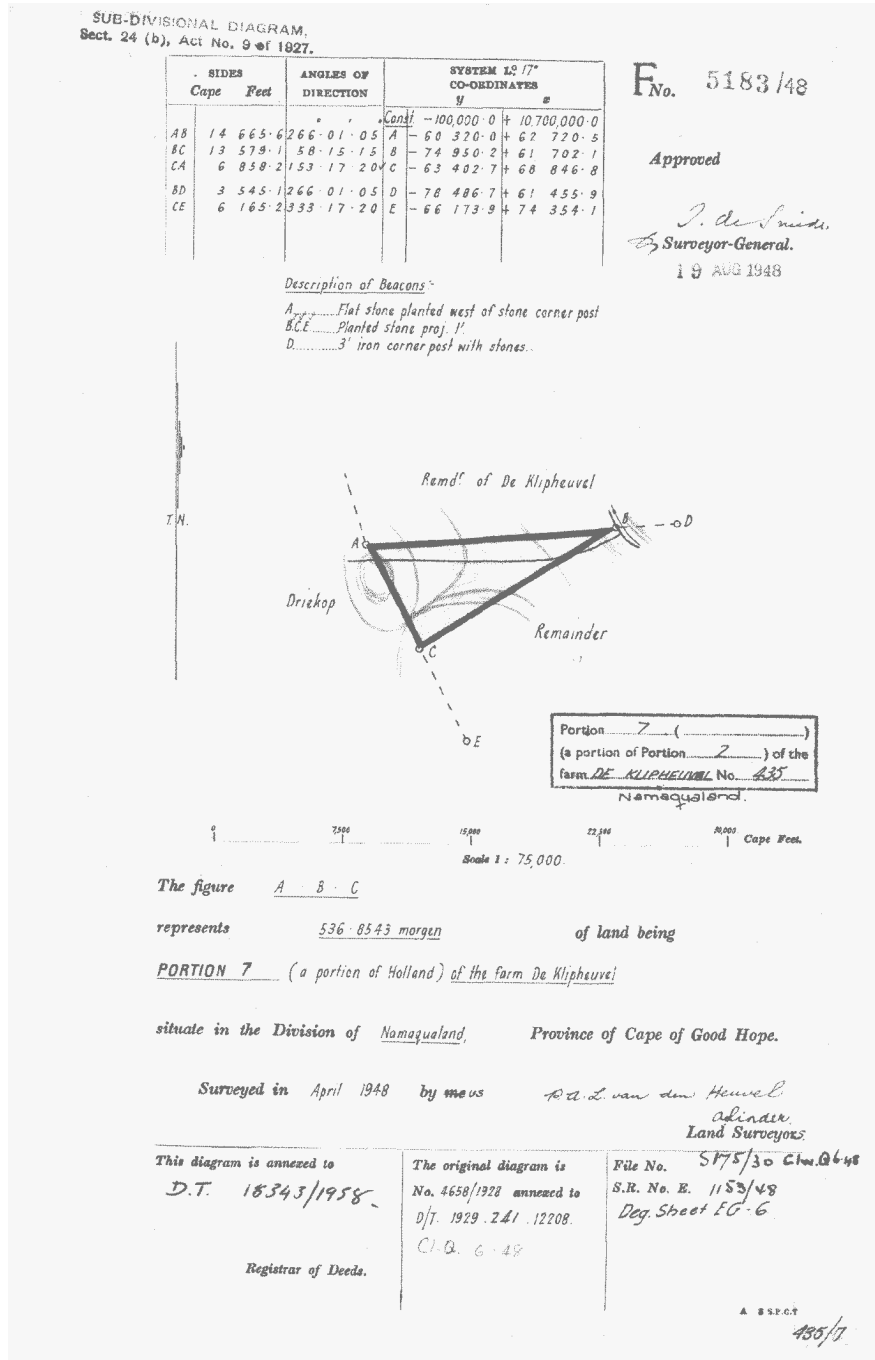 SUB-DIVISIONAL DIAGRAM,
Sect. 24 (b), Act No. 9 of 1927.
SIDES Cape Feet
ANGLES OF DIRECTION
SYSTEM Lo. 17°
CO-ORDINATES
y x
° ' " Const. -100,000·0 + 10,700,000·0
AB 14 665·6 266·01·05 A -60 320·0 + 62 720·5
BC 13 579·1 58·15·15 B -74 950·2 + 61 702·1
CA 6 858·2 153·17·20 C -63 402·7 + 68 846·8
BD 3 545·1 266·01·05 D -78 486·7 + 61 455·9
CE 6 165·2 333·17·20 E -66 173·9 + 74 354·1
F No. 5183/48
Approved
Surveyor-General.
19 AUG 1948
Description of Beacons:-
A........Flat stone planted west of stone corner post
B.C.E......Planted stone proj. 1'.
D..........3' iron corner post with stones.
T.N.
Remdr. of De Klipheuvel
A
B
D
Driekop
Remainder
C
E
Portion 7 ( )
(a portion of Portion 2 ) of the
farm DE KLIPHEUVEL No. 435
Namaqualand.
0 7,500 15,000 22,500 30,000 Cape Feet.
Scale 1 : 75,000.
The figure A · B · C
represents 536·8543 morgen of land being
PORTION 7 (a portion of Holland) of the farm De Klipheuvel
situate in the Division of Namaqualand, Province of Cape of Good Hope.
Surveyed in April 1948 by me us
P.A.L. van den Heuvel
Land Surveyors.
This diagram is annexed to
D.T. 18343/1958.
Registrar of Deeds.
The original diagram is
No. 4658/1928 annexed to
D/T. 1929.241.12208.
Cl.Q. 6·48
File No. S175/30
S.R. No. E. 1153/48
Deg. Sheet EG-6
A S S.P.C.T
435/7